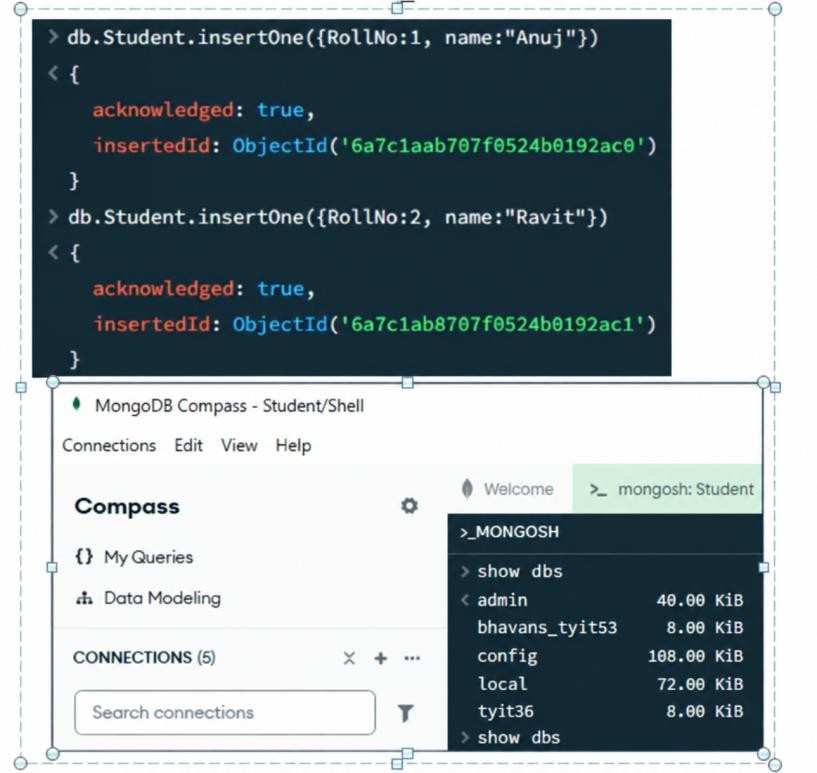 > db.Student.insertOne({RollNo:1, name:"Anuj"})
< {
acknowledged: true,
insertedId: ObjectId('6a7c1aab707f0524b0192ac0')
}
> db.Student.insertOne({RollNo:2, name:"Ravit"})
< {
acknowledged: true,
insertedId: ObjectId('6a7c1ab8707f0524b0192ac1')
}
MongoDB Compass - Student/Shell
Connections Edit View Help
Compass
{} My Queries
Data Modeling
CONNECTIONS (5)
Search connections
Welcome
>_ mongosh: Student
>_MONGOSH
> show dbs
< admin 40.00 KiB
bhavans_tyit53 8.00 KiB
config 108.00 KiB
local 72.00 KiB
tyit36 8.00 KiB
> show dbs